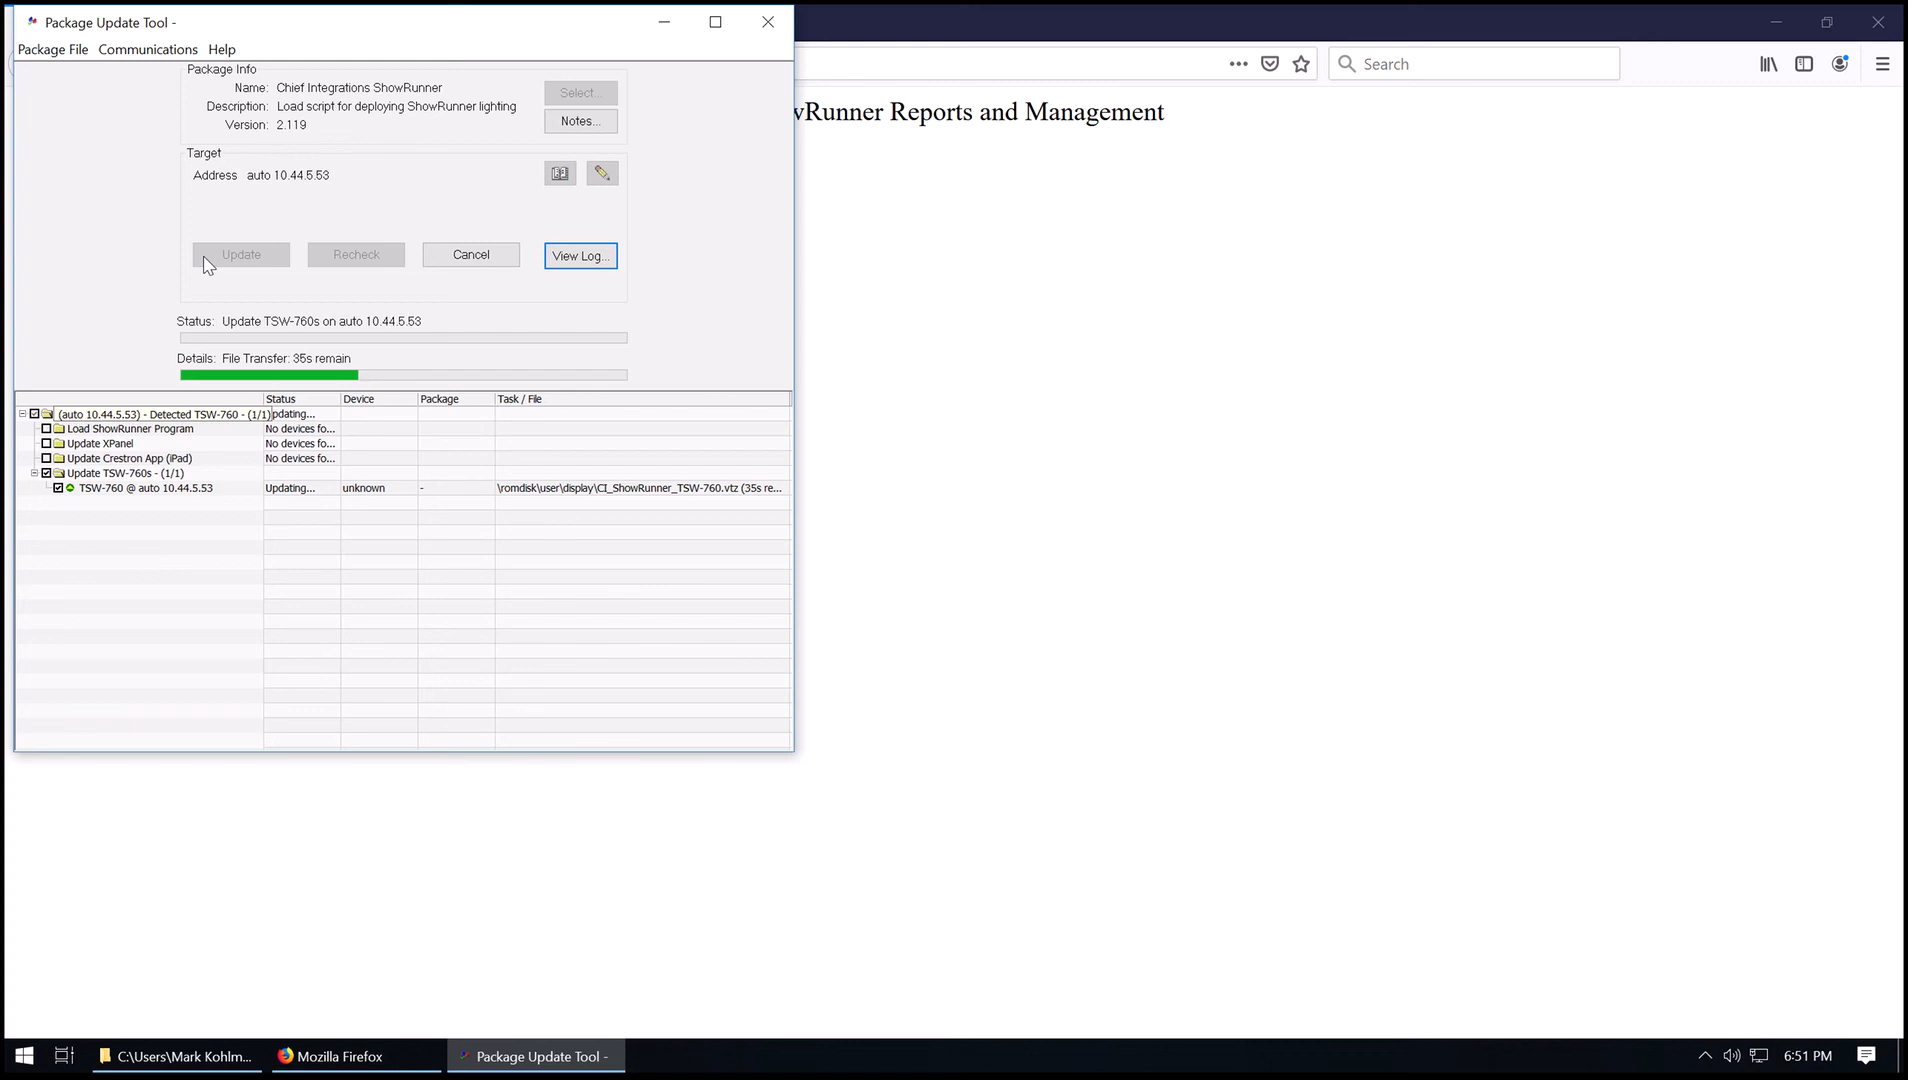 Package Update Tool -
Package File Communications Help
Search
Package Info
Name: Chief Integrations ShowRunner
Select...
Description: Load script for deploying ShowRunner lighting
Version: 2.119
Notes...
Runner Reports and Management
Target
Address auto 10.44.5.53
Update Recheck Cancel View Log...
Status: Update TSW-760s on auto 10.44.5.53
Details: File Transfer: 35s remain
Status Device Package Task / File
(auto 10.44.5.53) - Detected TSW-760 - (1/1) pdating...
Load ShowRunner Program No devices fo...
Update XPanel No devices fo...
Update Crestron App (iPad) No devices fo...
Update TSW-760s - (1/1)
TSW-760 @ auto 10.44.5.53 Updating... unknown - \romdisk\user\display\CI_ShowRunner_TSW-760.vtz (35s re...
C:\Users\Mark Kohlm... Mozilla Firefox Package Update Tool - 6:51 PM